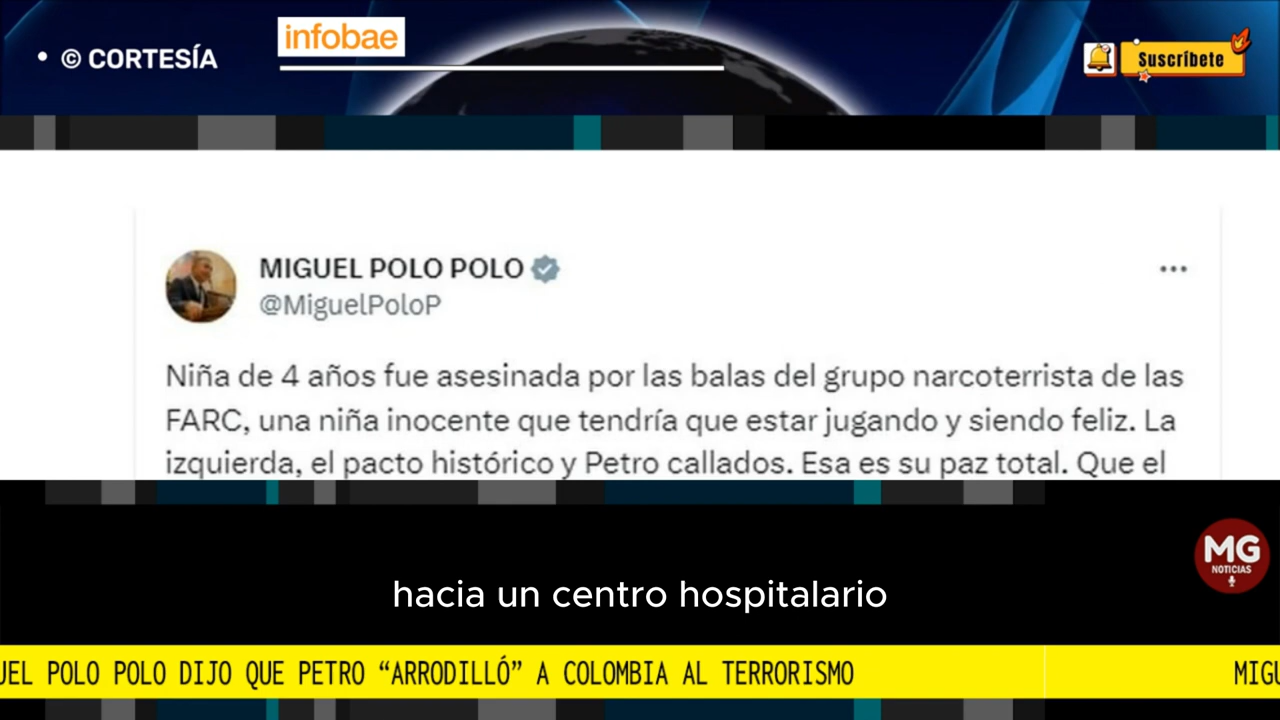 • © CORTESÍA
infobae
Suscríbete
MIGUEL POLO POLO
@MiguelPoloP
Niña de 4 años fue asesinada por las balas del grupo narcoterrista de las
FARC, una niña inocente que tendría que estar jugando y siendo feliz. La
izquierda, el pacto histórico y Petro callados. Esa es su paz total. Que el
MG
NOTICIAS
hacia un centro hospitalario
UEL POLO POLO DIJO QUE PETRO “ARRODILLÓ” A COLOMBIA AL TERRORISMO MIGU